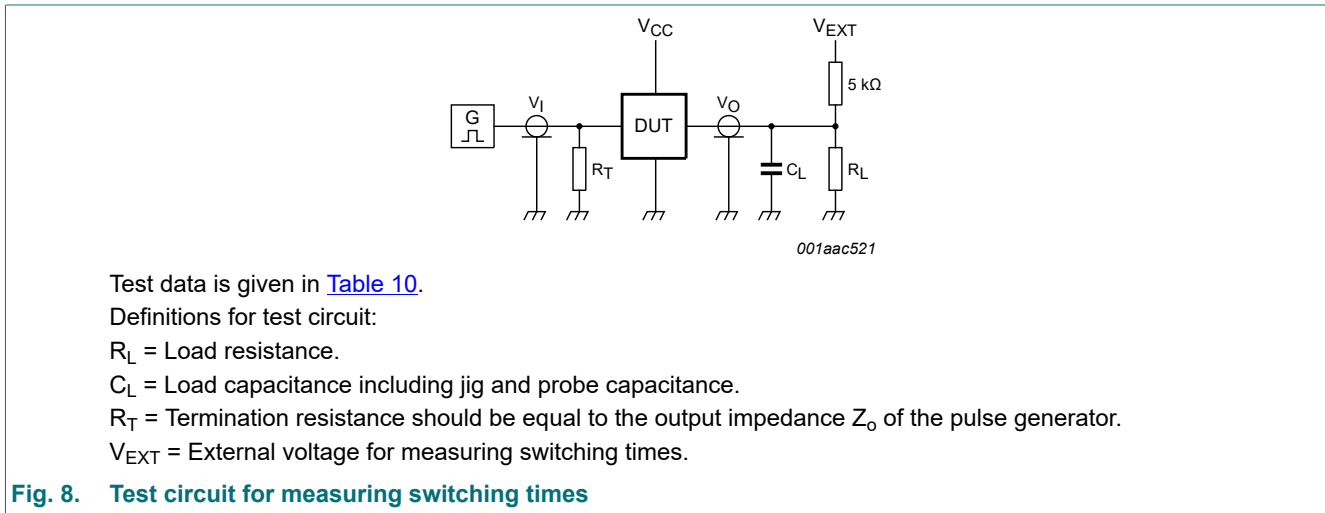 VCC
VEXT
5 kΩ
G
VI
DUT
VO
RT
CL
RL
001aac521
Test data is given in Table 10.
Definitions for test circuit:
RL = Load resistance.
CL = Load capacitance including jig and probe capacitance.
RT = Termination resistance should be equal to the output impedance Zo of the pulse generator.
VEXT = External voltage for measuring switching times.
Fig. 8. Test circuit for measuring switching times